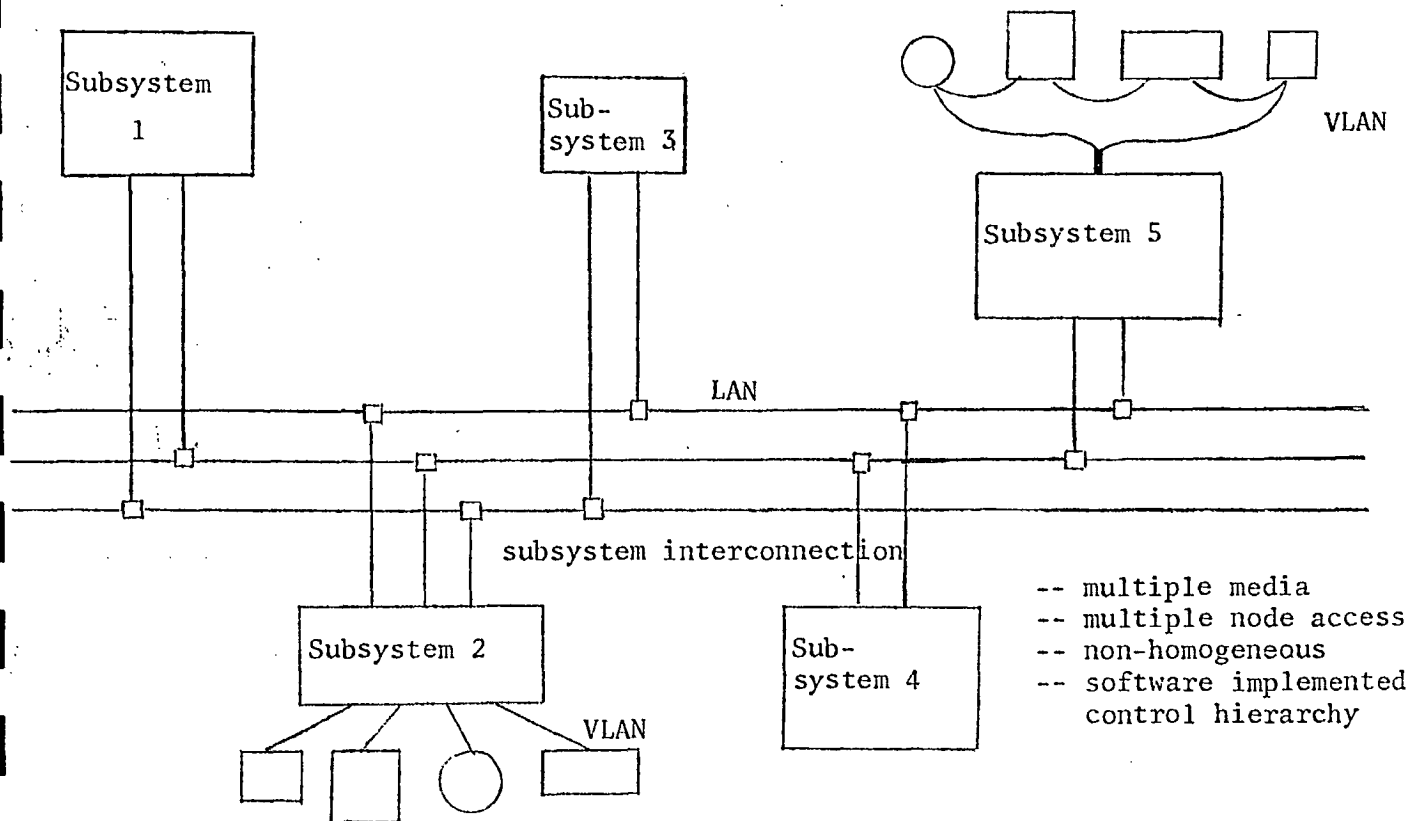 Subsystem
1
Sub-
system 3
VLAN
Subsystem 5
LAN
subsystem interconnection
Subsystem 2
VLAN
Sub-
system 4
-- multiple media
-- multiple node access
-- non-homogeneous
-- software implemented
control hierarchy